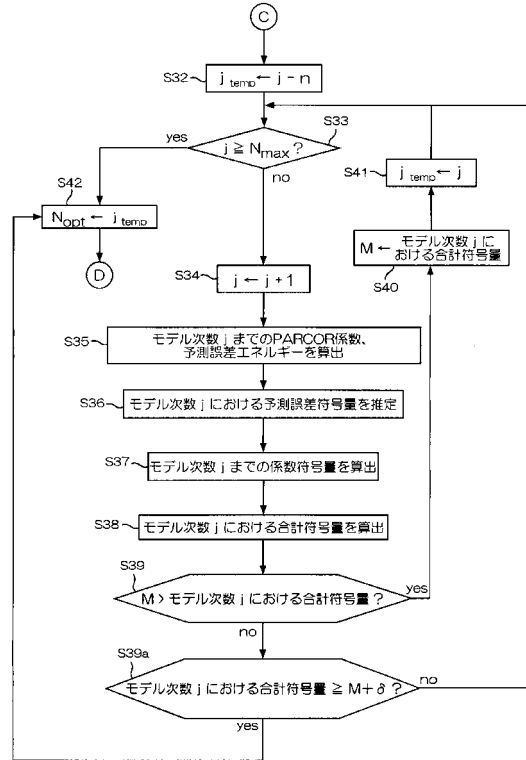 C
S32
j temp ← j − n
S33
yes
j ≧ Nmax ?
no
S41
j temp ← j
S42
Nopt ← j temp
M ← モデル次数 j に
おける合計符号量
S40
D
S34
j ← j + 1
S35
モデル次数 j までのPARCOR係数、
予測誤差エネルギーを算出
S36
モデル次数 j における予測誤差符号量を推定
S37
モデル次数 j までの係数符号量を算出
S38
モデル次数 j における合計符号量を算出
S39
M > モデル次数 j における合計符号量 ?
yes
no
S39a
モデル次数 j における合計符号量 ≧ M + δ ?
no
yes